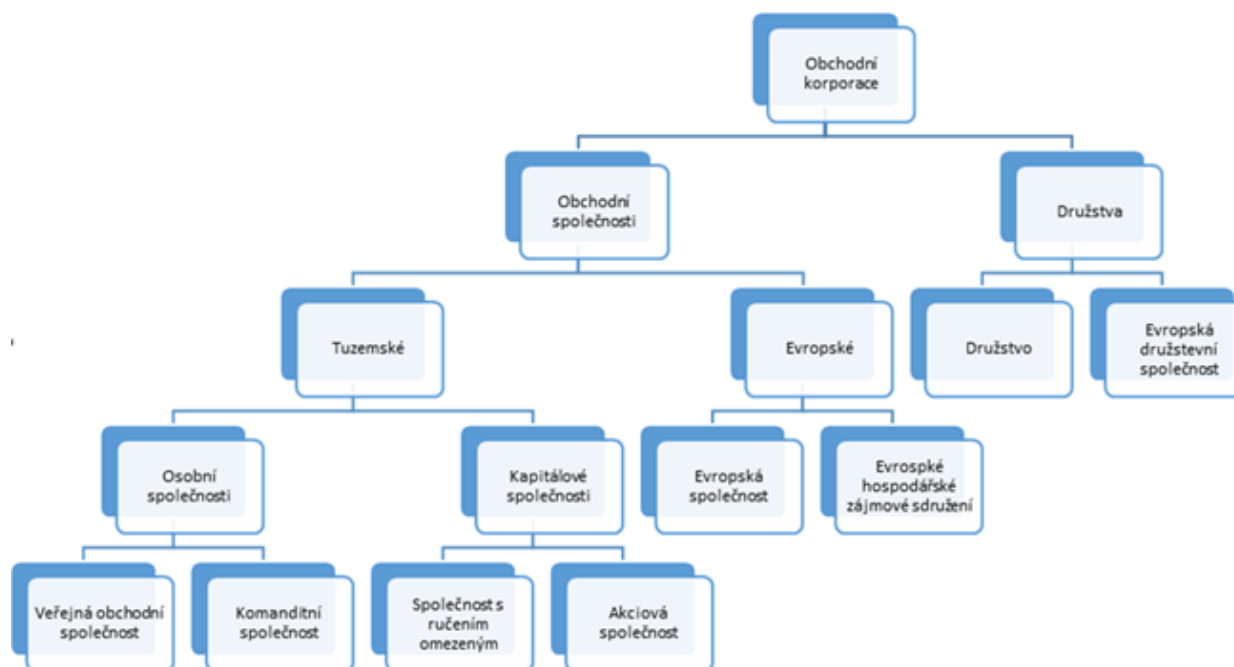 Obchodní
korporace
Obchodní
společnosti
Družstva
Tuzemské
Evropské
Družstvo
Evropská
družstevní
společnost
Osobní
společnosti
Kapitálové
společnosti
Evropská
společnost
Evrospké
hospodářské
zájmové sdružení
Veřejná obchodní
společnost
Komanditní
společnost
Společnost s
ručením
omezeným
Akciová
společnost